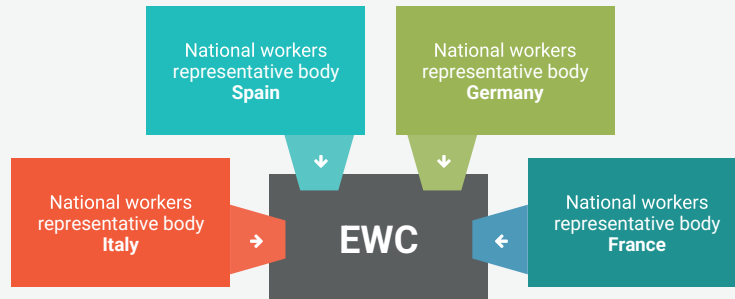 National workers
representative body
Spain
National workers
representative body
Germany
National workers
representative body
Italy
EWC
National workers
representative body
France